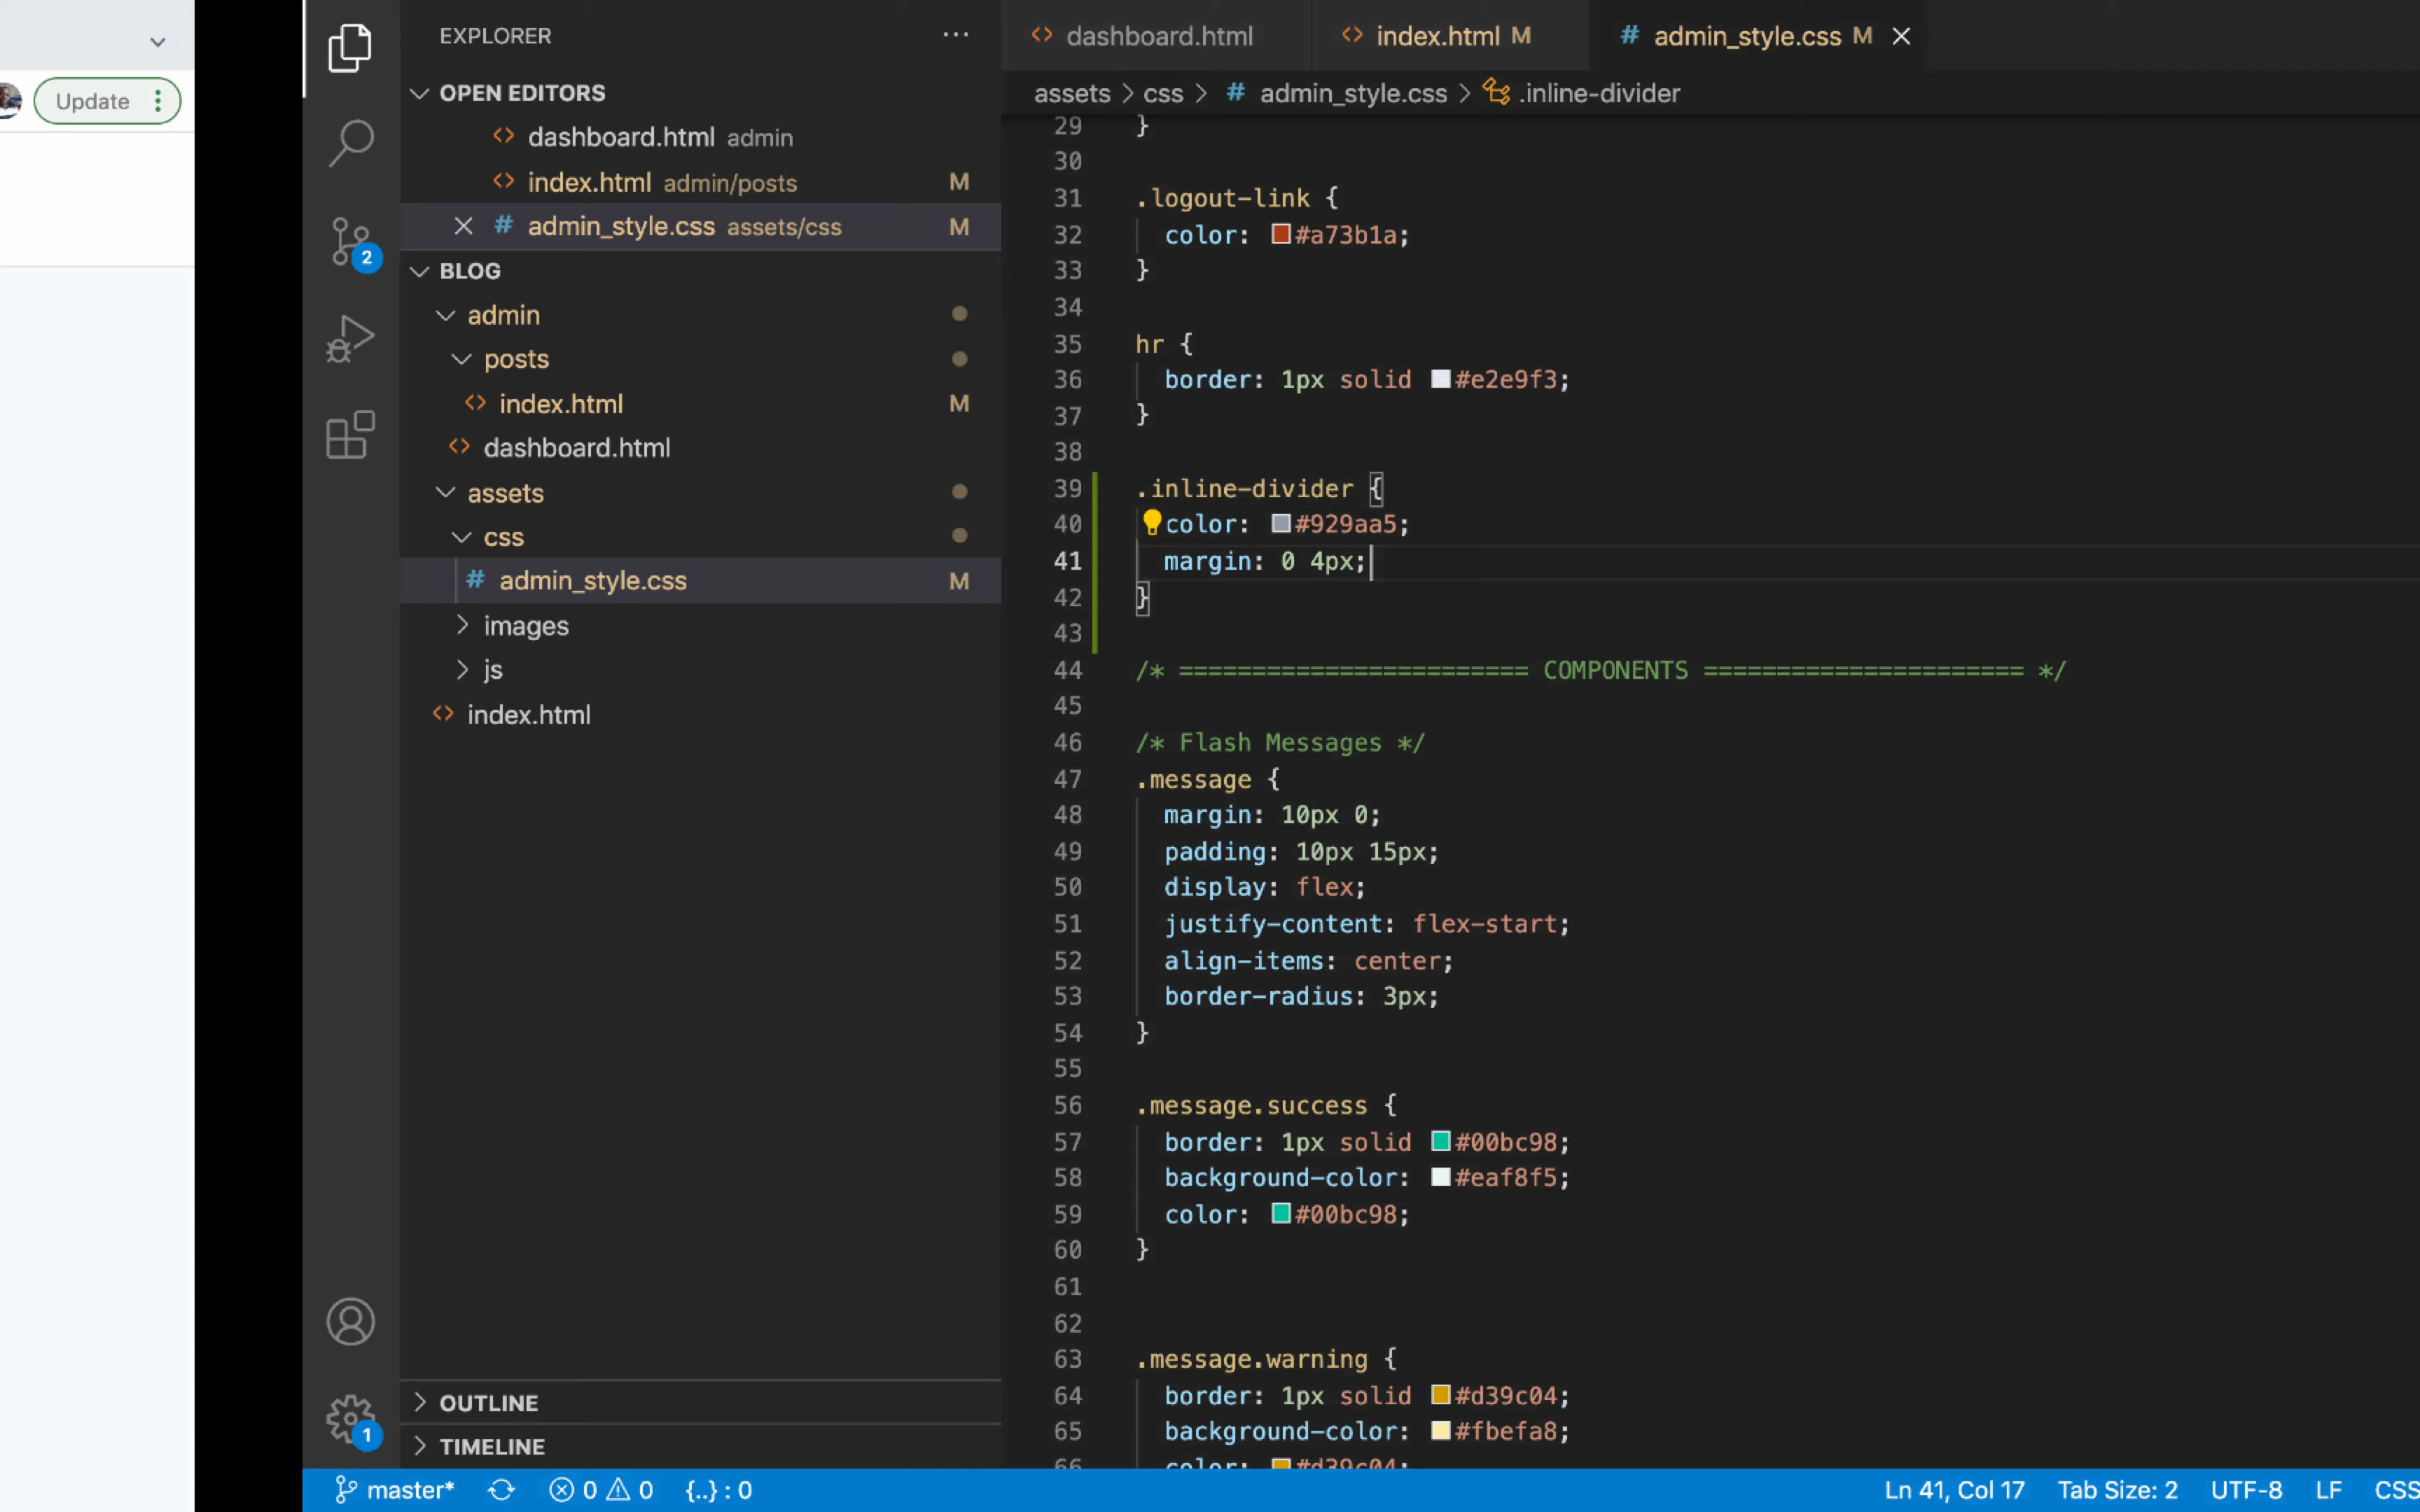 Update
EXPLORER
OPEN EDITORS
dashboard.html admin
index.html admin/posts M
admin_style.css assets/css M
2
BLOG
admin
posts
index.html M
dashboard.html
assets
css
admin_style.css M
images
js
index.html
OUTLINE
1
TIMELINE
dashboard.html
index.html M
# admin_style.css M
assets > css > # admin_style.css > .inline-divider
29 }
30
31 .logout-link {
32 color: #a73b1a;
33 }
34
35 hr {
36 border: 1px solid #e2e9f3;
37 }
38
39 .inline-divider {
40 color: #929aa5;
41 margin: 0 4px;
42 }
43
44 /* ======================== COMPONENTS ====================== */
45
46 /* Flash Messages */
47 .message {
48 margin: 10px 0;
49 padding: 10px 15px;
50 display: flex;
51 justify-content: flex-start;
52 align-items: center;
53 border-radius: 3px;
54 }
55
56 .message.success {
57 border: 1px solid #00bc98;
58 background-color: #eaf8f5;
59 color: #00bc98;
60 }
61
62
63 .message.warning {
64 border: 1px solid #d39c04;
65 background-color: #fbefa8;
66 color: #d39c04;
master* 0 0 {..} : 0 Ln 41, Col 17 Tab Size: 2 UTF-8 LF CSS